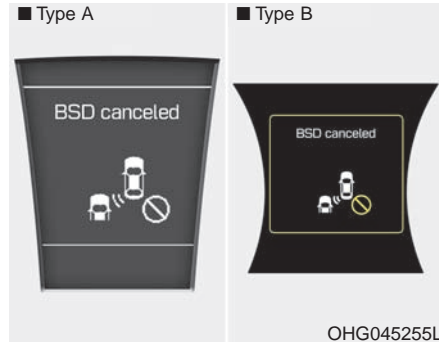 ■ Type A
■ Type B
BSD canceled
BSD canceled
OHG045255L